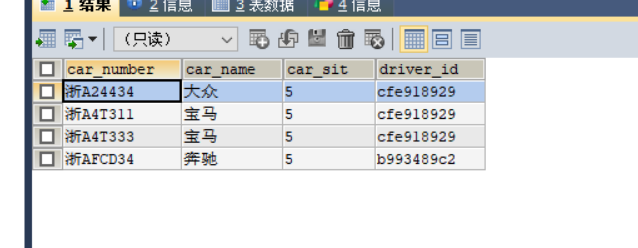 1 结果 2 信息 3 表数据 4 信息
(只读)
car_number car_name car_sit driver_id
浙A24434 大众 5 cfe918929
浙A4T311 宝马 5 cfe918929
浙A4T333 宝马 5 cfe918929
浙AFCD34 奔驰 5 b993489c2